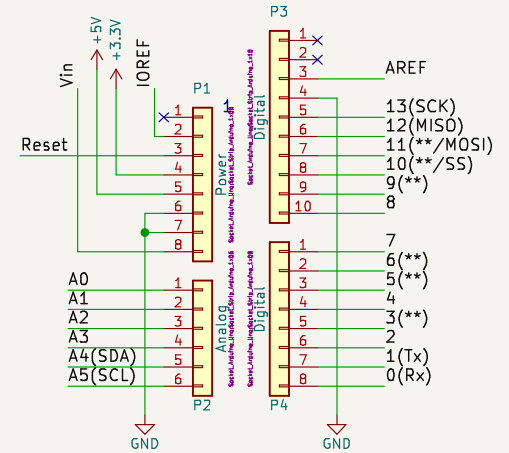 P3
+5V
+3.3V
IOREF
Vin
P1
1
Power
Reset
1
2
3
4
5
6
7
8
Digital
1
2
3
4
5
6
7
8
9
10
AREF
13(SCK)
12(MISO)
11(**/MOSI)
10(**/SS)
9(**)
8
A0
A1
A2
A3
A4(SDA)
A5(SCL)
1
2
3
4
5
6
Analog
P2
Digital
1
2
3
4
5
6
7
8
7
6(**)
5(**)
4
3(**)
2
1(Tx)
0(Rx)
P4
GND
GND